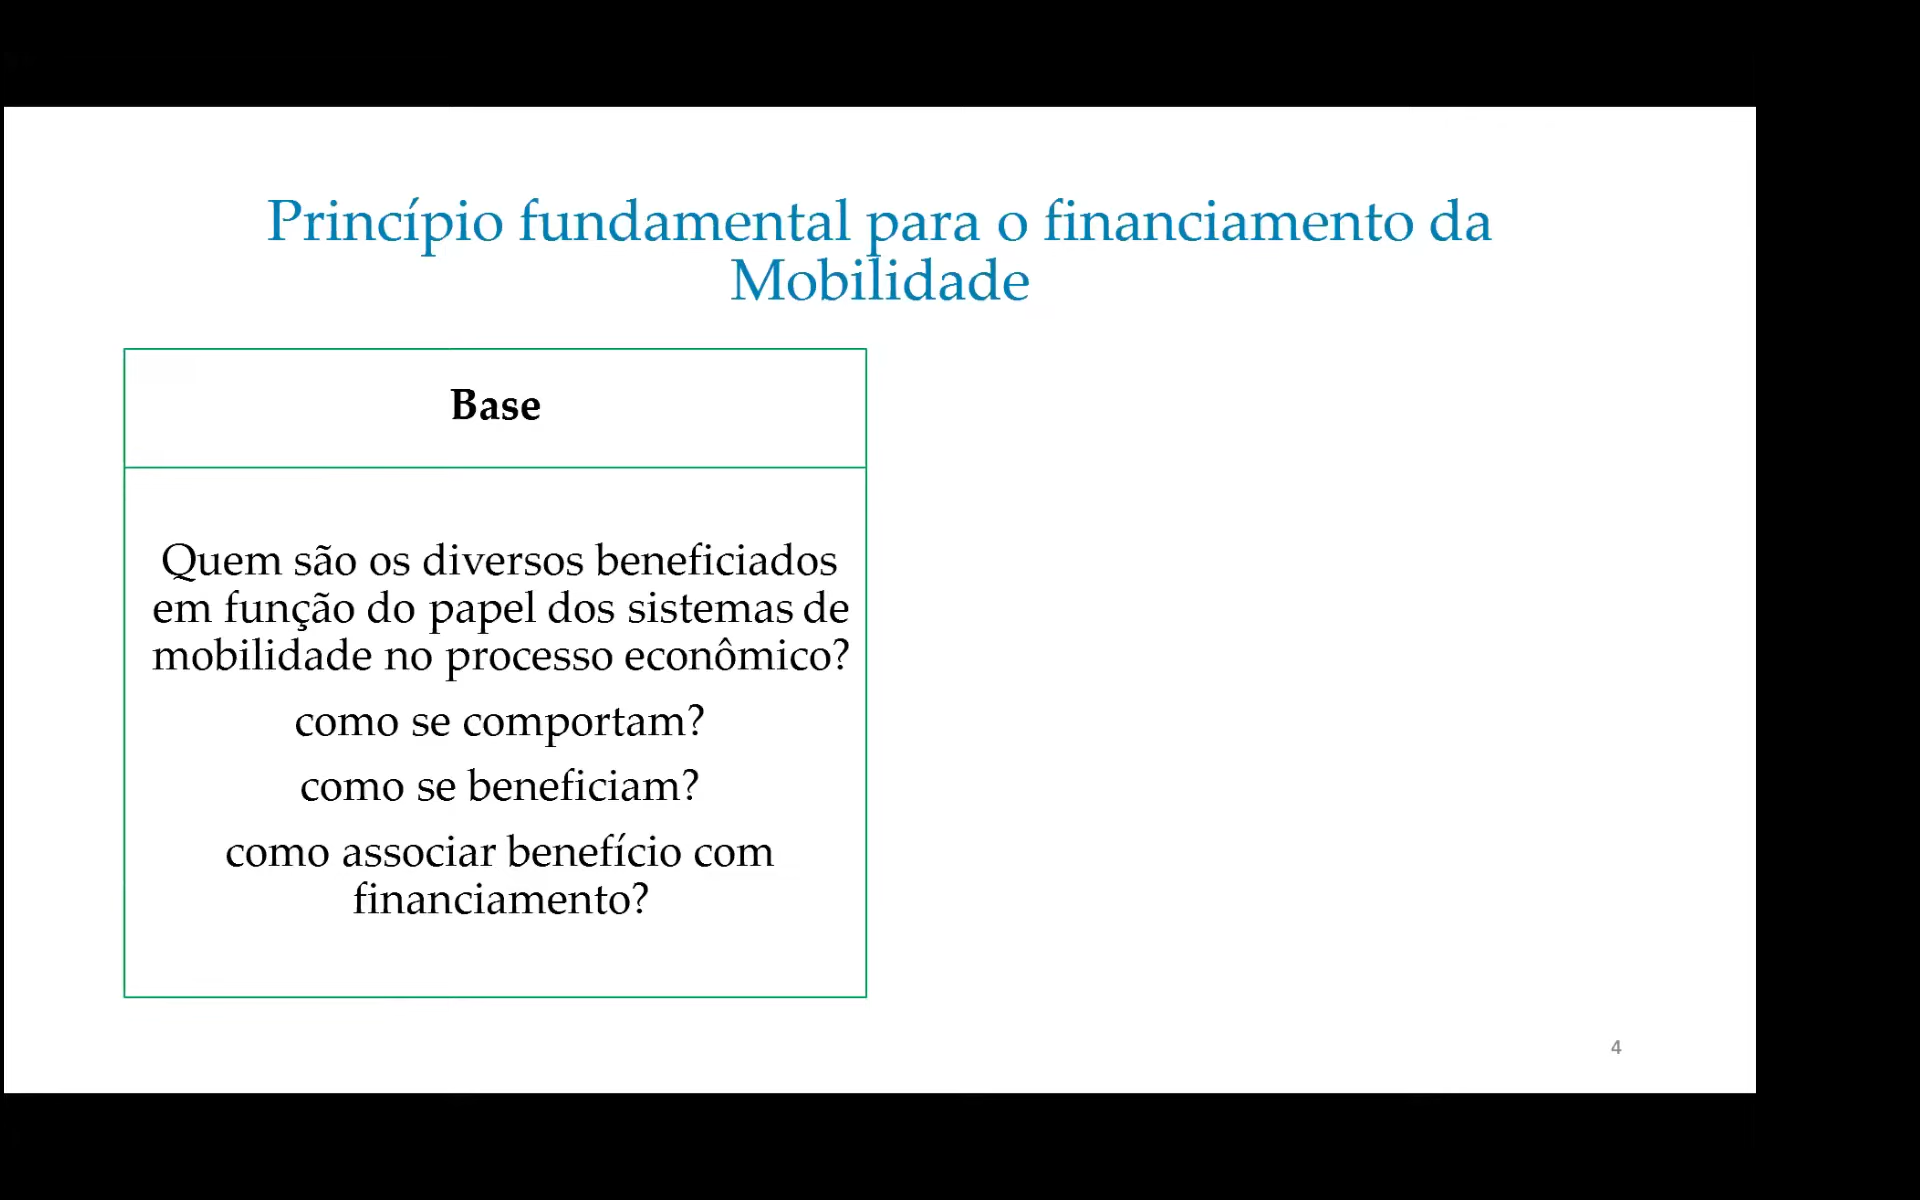 Princípio fundamental para o financiamento da
Mobilidade
Base
Quem são os diversos beneficiados
em função do papel dos sistemas de
mobilidade no processo econômico?
como se comportam?
como se beneficiam?
como associar benefício com
financiamento?
4